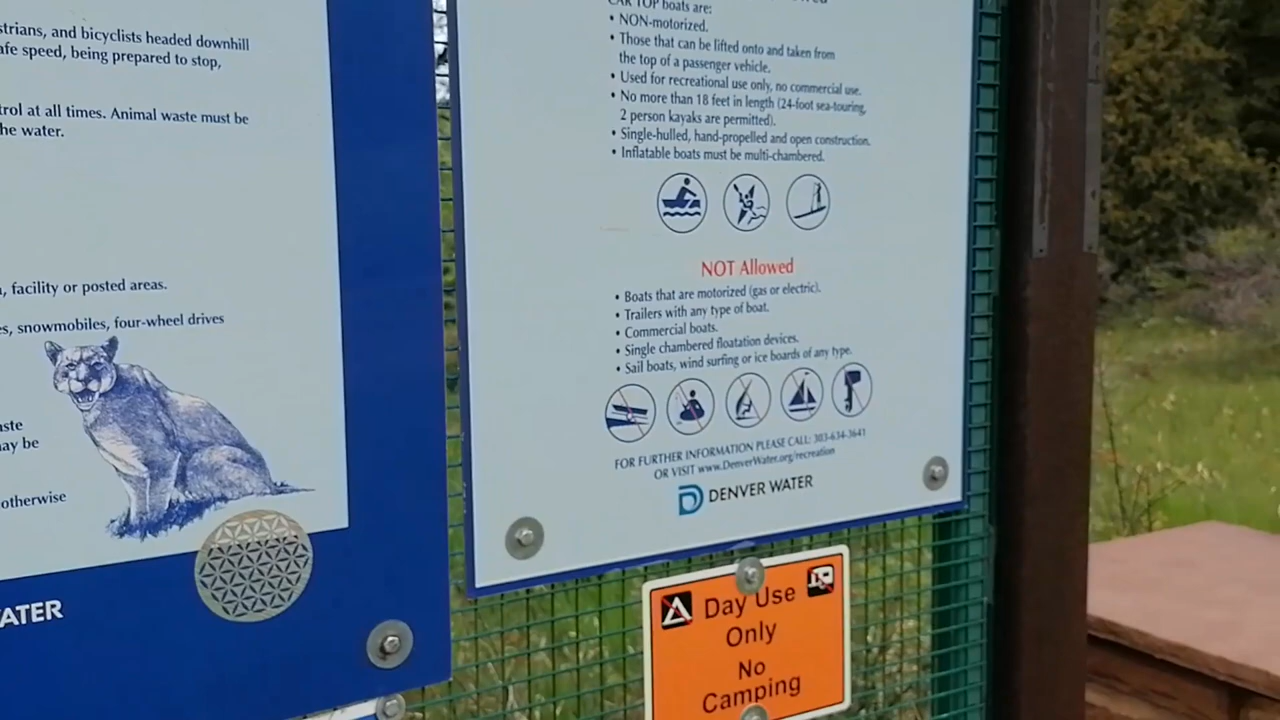 strians, and bicyclists headed downhill
afe speed, being prepared to stop,
trol at all times. Animal waste must be
he water.
, facility or posted areas.
es, snowmobiles, four-wheel drives
aste
nay be
otherwise
ATER
CAR TOP boats are:
• NON-motorized.
• Those that can be lifted onto and taken from
the top of a passenger vehicle.
• Used for recreational use only, no commercial use.
• No more than 18 feet in length (24-foot sea-touring,
2 person kayaks are permitted).
• Single-hulled, hand-propelled and open construction.
• Inflatable boats must be multi-chambered.
NOT Allowed
• Boats that are motorized (gas or electric).
• Trailers with any type of boat.
• Commercial boats.
• Single chambered floatation devices.
• Sail boats, wind surfing or ice boards of any type.
FOR FURTHER INFORMATION PLEASE CALL: 303-634-3641
OR VISIT www.DenverWater.org/recreation
DENVER WATER
Day Use
Only
No
Camping